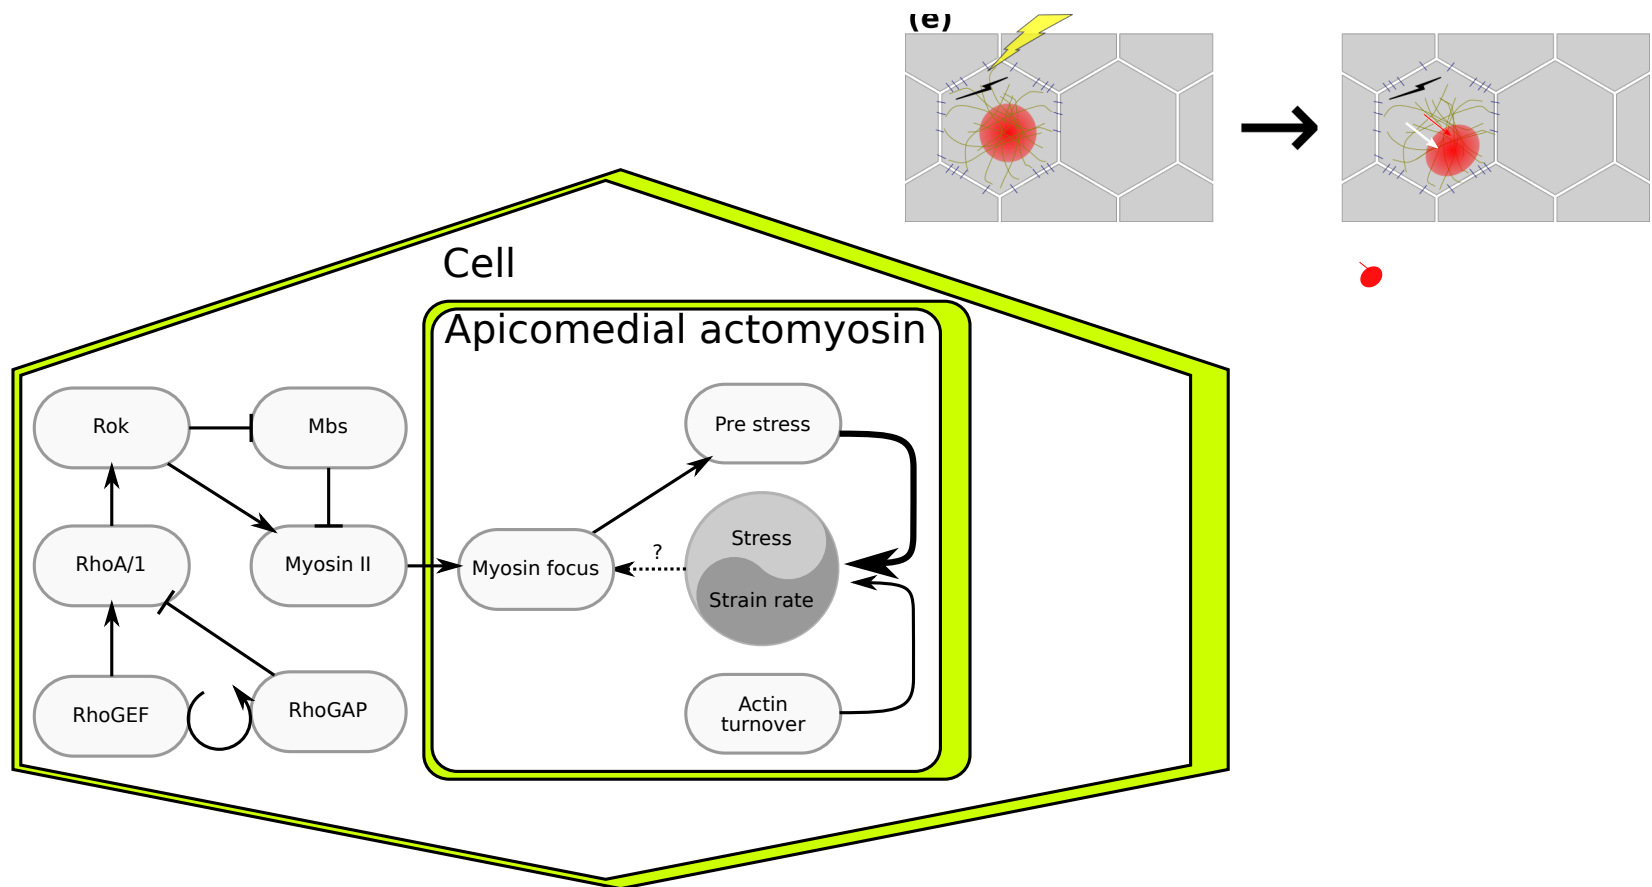 (e)
Cell
Apicomedial actomyosin
Rok
Mbs
Pre stress
Stress
?
RhoA/1
Myosin II
Myosin focus
Strain rate
RhoGEF
RhoGAP
Actin
turnover